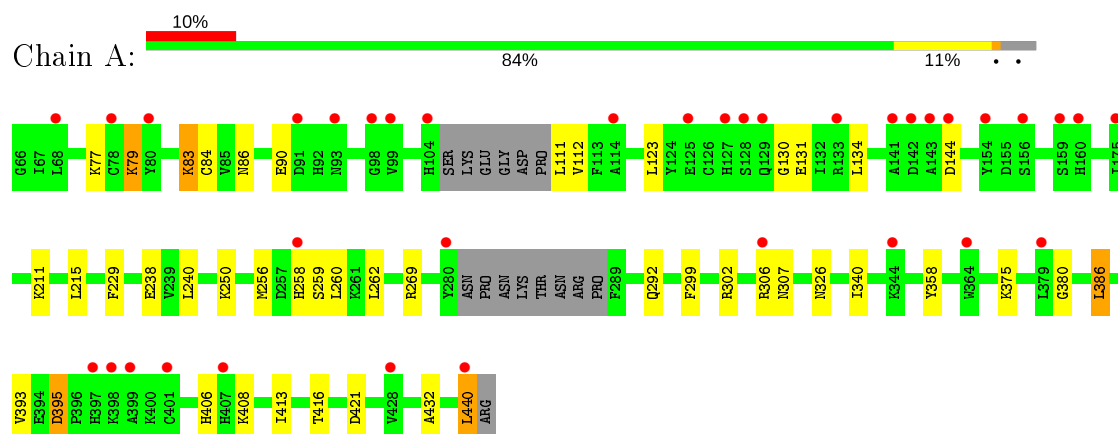 10%
Chain A:
84% 11% • •
G66 I67 L68 K77 C78 K79 Y80 K83 C84 V85 N86 E90 D91 H92 N93 G98 V99 H104 SER LYS GLU GLY ASP PRO L111 V112 F113 A114 L123 Y124 E125 C126 H127 S128 Q129 G130 E131 I132 R133 L134 A141 D142 A143 D144 Y154 D155 S156 S159 H160 I175
K211 L215 F229 E238 V239 L240 K250 M256 D257 H258 S259 L260 K261 L262 R269 Y280 ASN PRO ASN LYS THR ASN ARG PRO F289 Q292 F299 R302 R306 N307 N326 I340 K344 Y358 W364 K375 L379 G380 L386
V393 E394 D395 P396 H397 K398 A399 K400 C401 H406 H407 K408 I413 T416 D421 V428 A432 L440 ARG